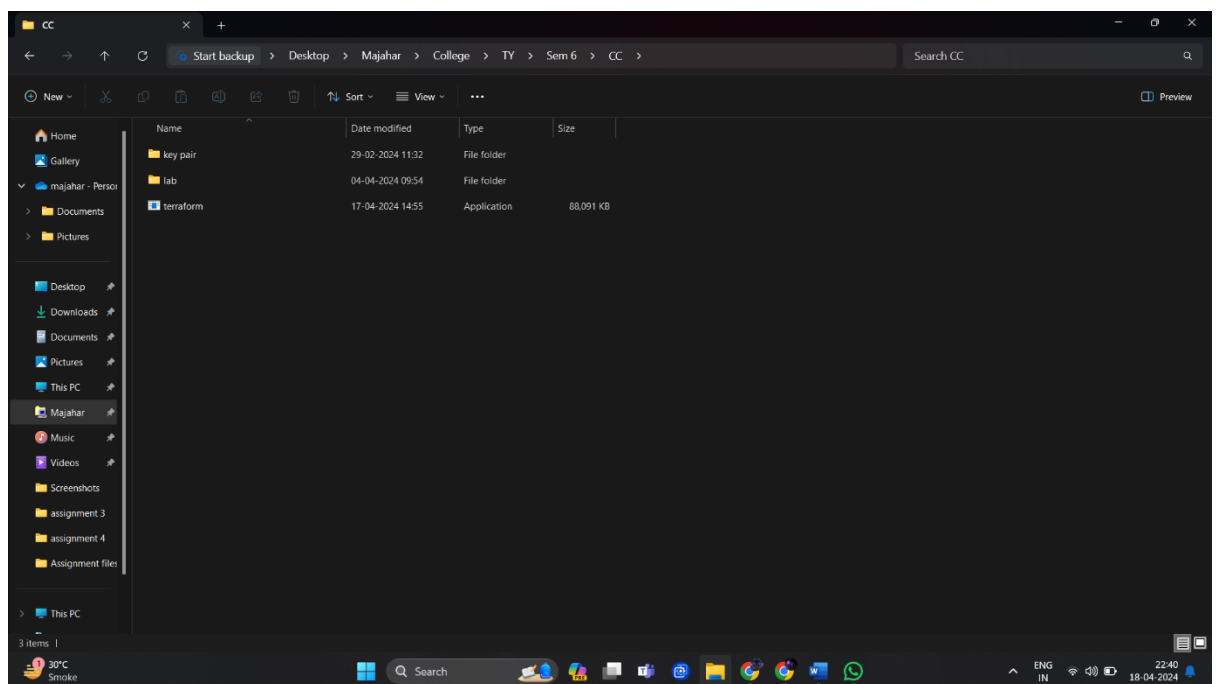 CC
Start backup > Desktop > Majahar > College > TY > Sem 6 > CC >
Search CC
New
Sort
View
Preview
Name Date modified Type Size
key pair 29-02-2024 11:32 File folder
lab 04-04-2024 09:54 File folder
terraform 17-04-2024 14:55 Application 88,091 KB
Home
Gallery
majahar - Persor
Documents
Pictures
Desktop
Downloads
Documents
Pictures
This PC
Majahar
Music
Videos
Screenshots
assignment 3
assignment 4
Assignment files
This PC
3 items
1
30°C
Smoke
Search
PRE
ENG
IN
22:40
18-04-2024